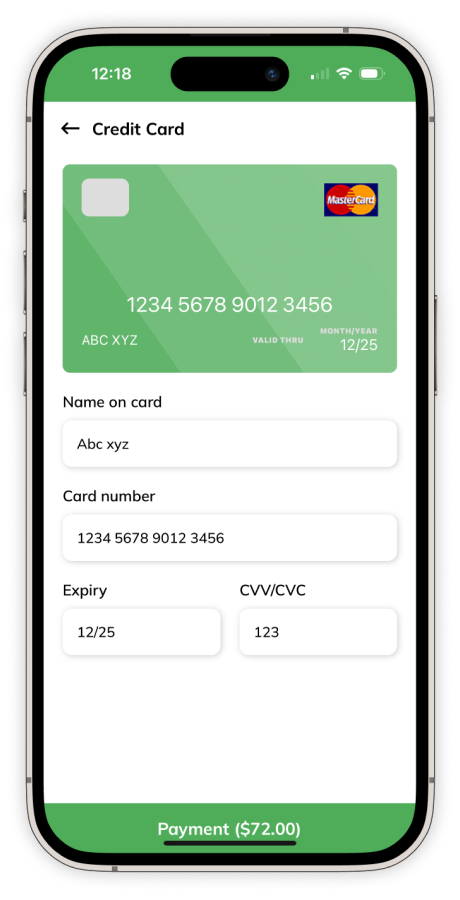 12:18
← Credit Card
MasterCard
1234 5678 9012 3456
MONTH/YEAR
ABC XYZ VALID THRU 12/25
Name on card
Abc xyz
Card number
1234 5678 9012 3456
Expiry CVV/CVC
12/25 123
Payment ($72.00)